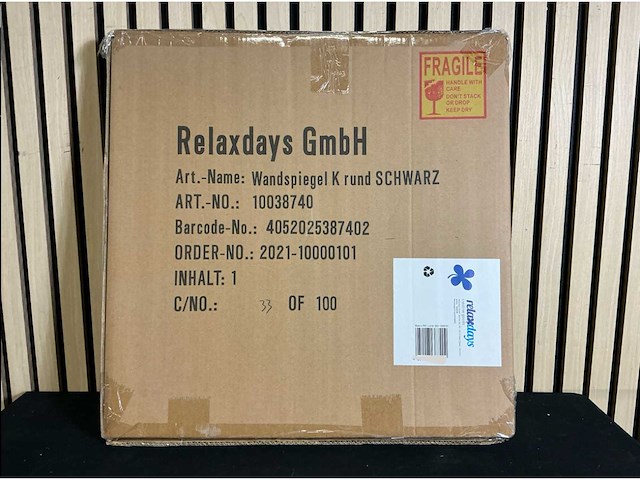 FRAGILE
HANDLE WITH
CARE
DON'T STACK
OR DROP
KEEP DRY
Relaxdays GmbH
Art.-Name: Wandspiegel K rund SCHWARZ
ART.-NO.: 10038740
Barcode-No.: 4052025387402
ORDER-NO.: 2021-10000101
INHALT: 1
C/NO.: 33 OF 100
relaxdays